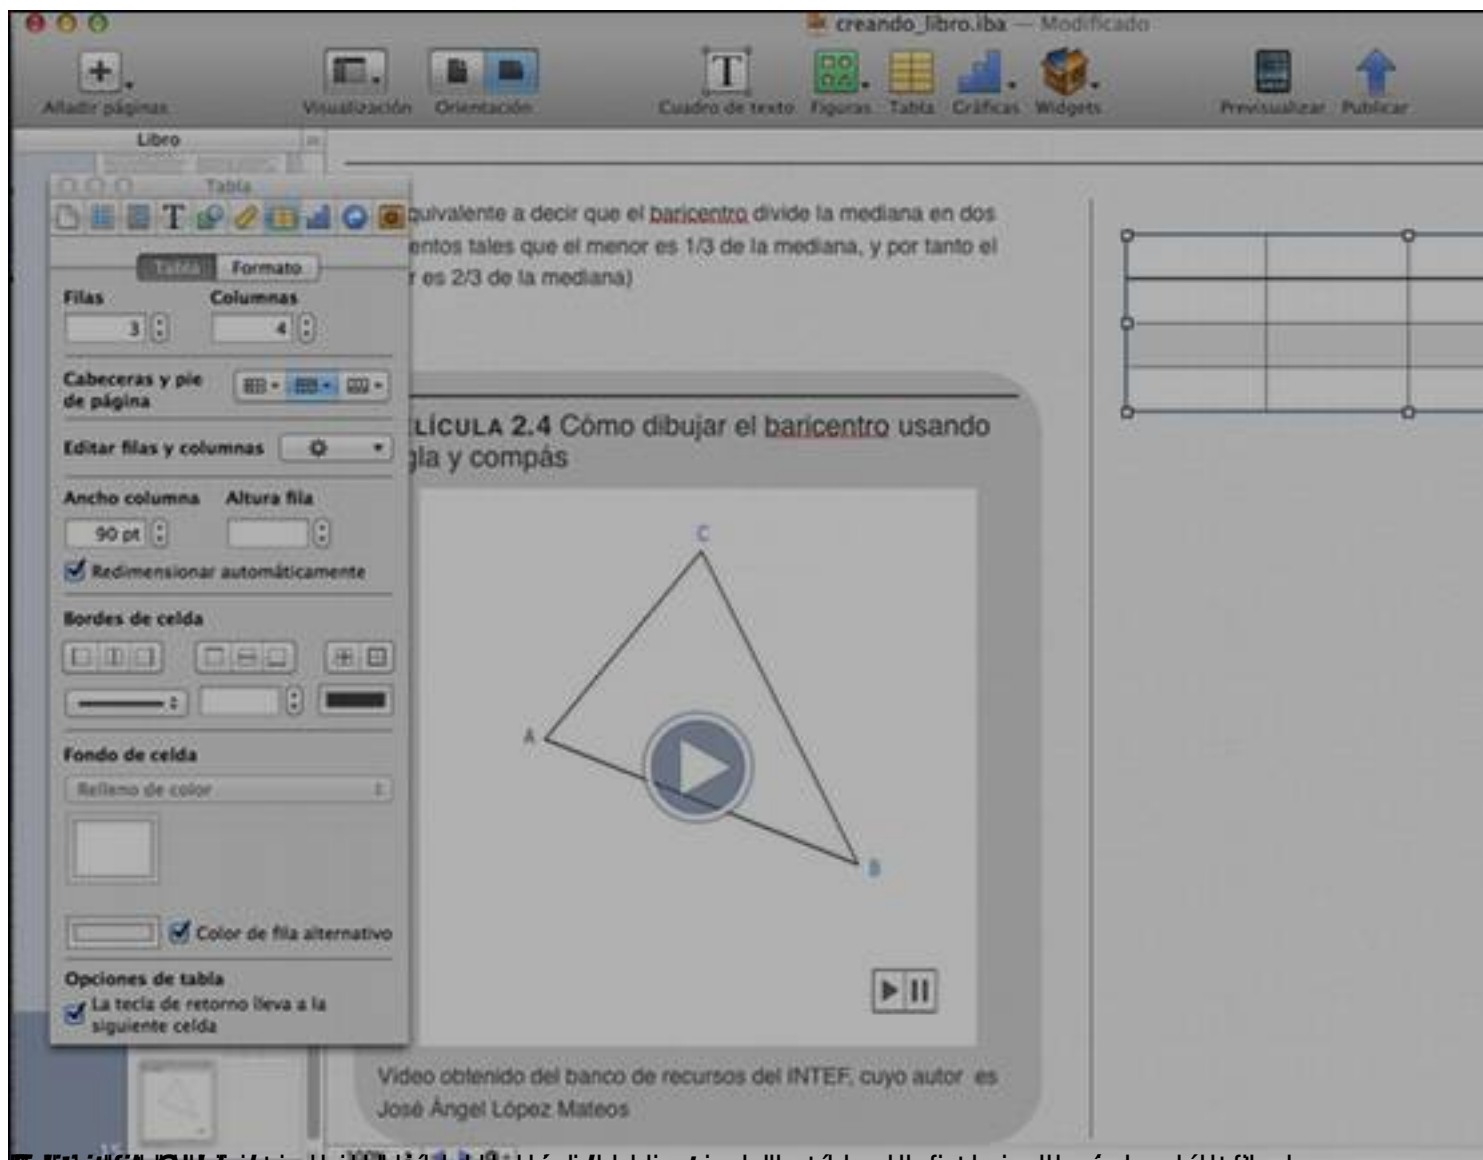 creando_libro.iba — Modificado
Añadir páginas
Visualización
Orientación
T
Cuadro de texto
Figuras
Tabla
Gráficas
Widgets
Previsualizar
Publicar
Libro
Tabla
T
Tabla
Formato
Filas
Columnas
3
4
Cabeceras y pie
de página
Editar filas y columnas
Ancho columna
Altura fila
90 pt
Redimensionar automáticamente
Bordes de celda
Fondo de celda
Relleno de color
Color de fila alternativo
Opciones de tabla
La tecla de retorno lleva a la
siguiente celda
quivalente a decir que el baricentro divide la mediana en dos
entos tales que el menor es 1/3 de la mediana, y por tanto el
r es 2/3 de la mediana)
LÍCULA 2.4 Cómo dibujar el baricentro usando
gla y compás
C
A
B
Video obtenido del banco de recursos del INTEF, cuyo autor es
José Ángel López Mateos